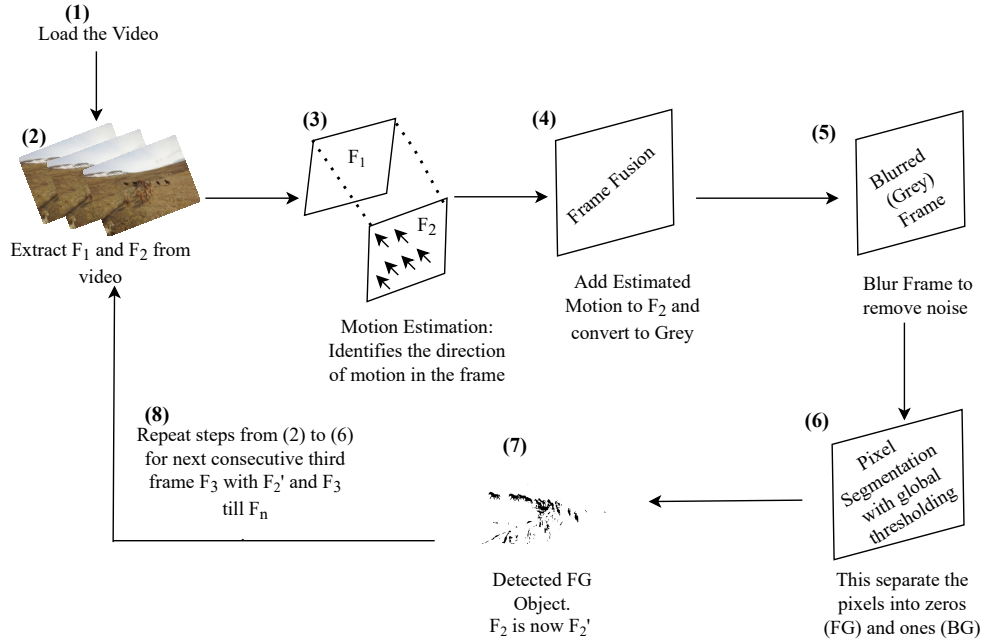 (1)
Load the Video
(2)
Extract F₁ and F₂ from
video
(3)
F₁
F₂
Motion Estimation:
Identifies the direction
of motion in the frame
(4)
Frame Fusion
Add Estimated
Motion to F₂ and
convert to Grey
(5)
Blurred
(Grey)
Frame
Blur Frame to
remove noise
(6)
Pixel
Segmentation
with global
thresholding
This separate the
pixels into zeros
(FG) and ones (BG)
(7)
Detected FG
Object.
F₂ is now F₂'
(8)
Repeat steps from (2) to (6)
for next consecutive third
frame F₃ with F₂' and F₃
till Fₙ